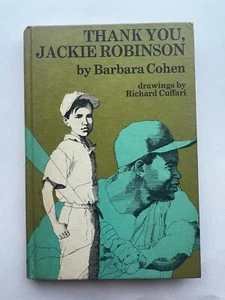 THANK YOU,
JACKIE ROBINSON
by Barbara Cohen
drawings by
Richard Cuffari